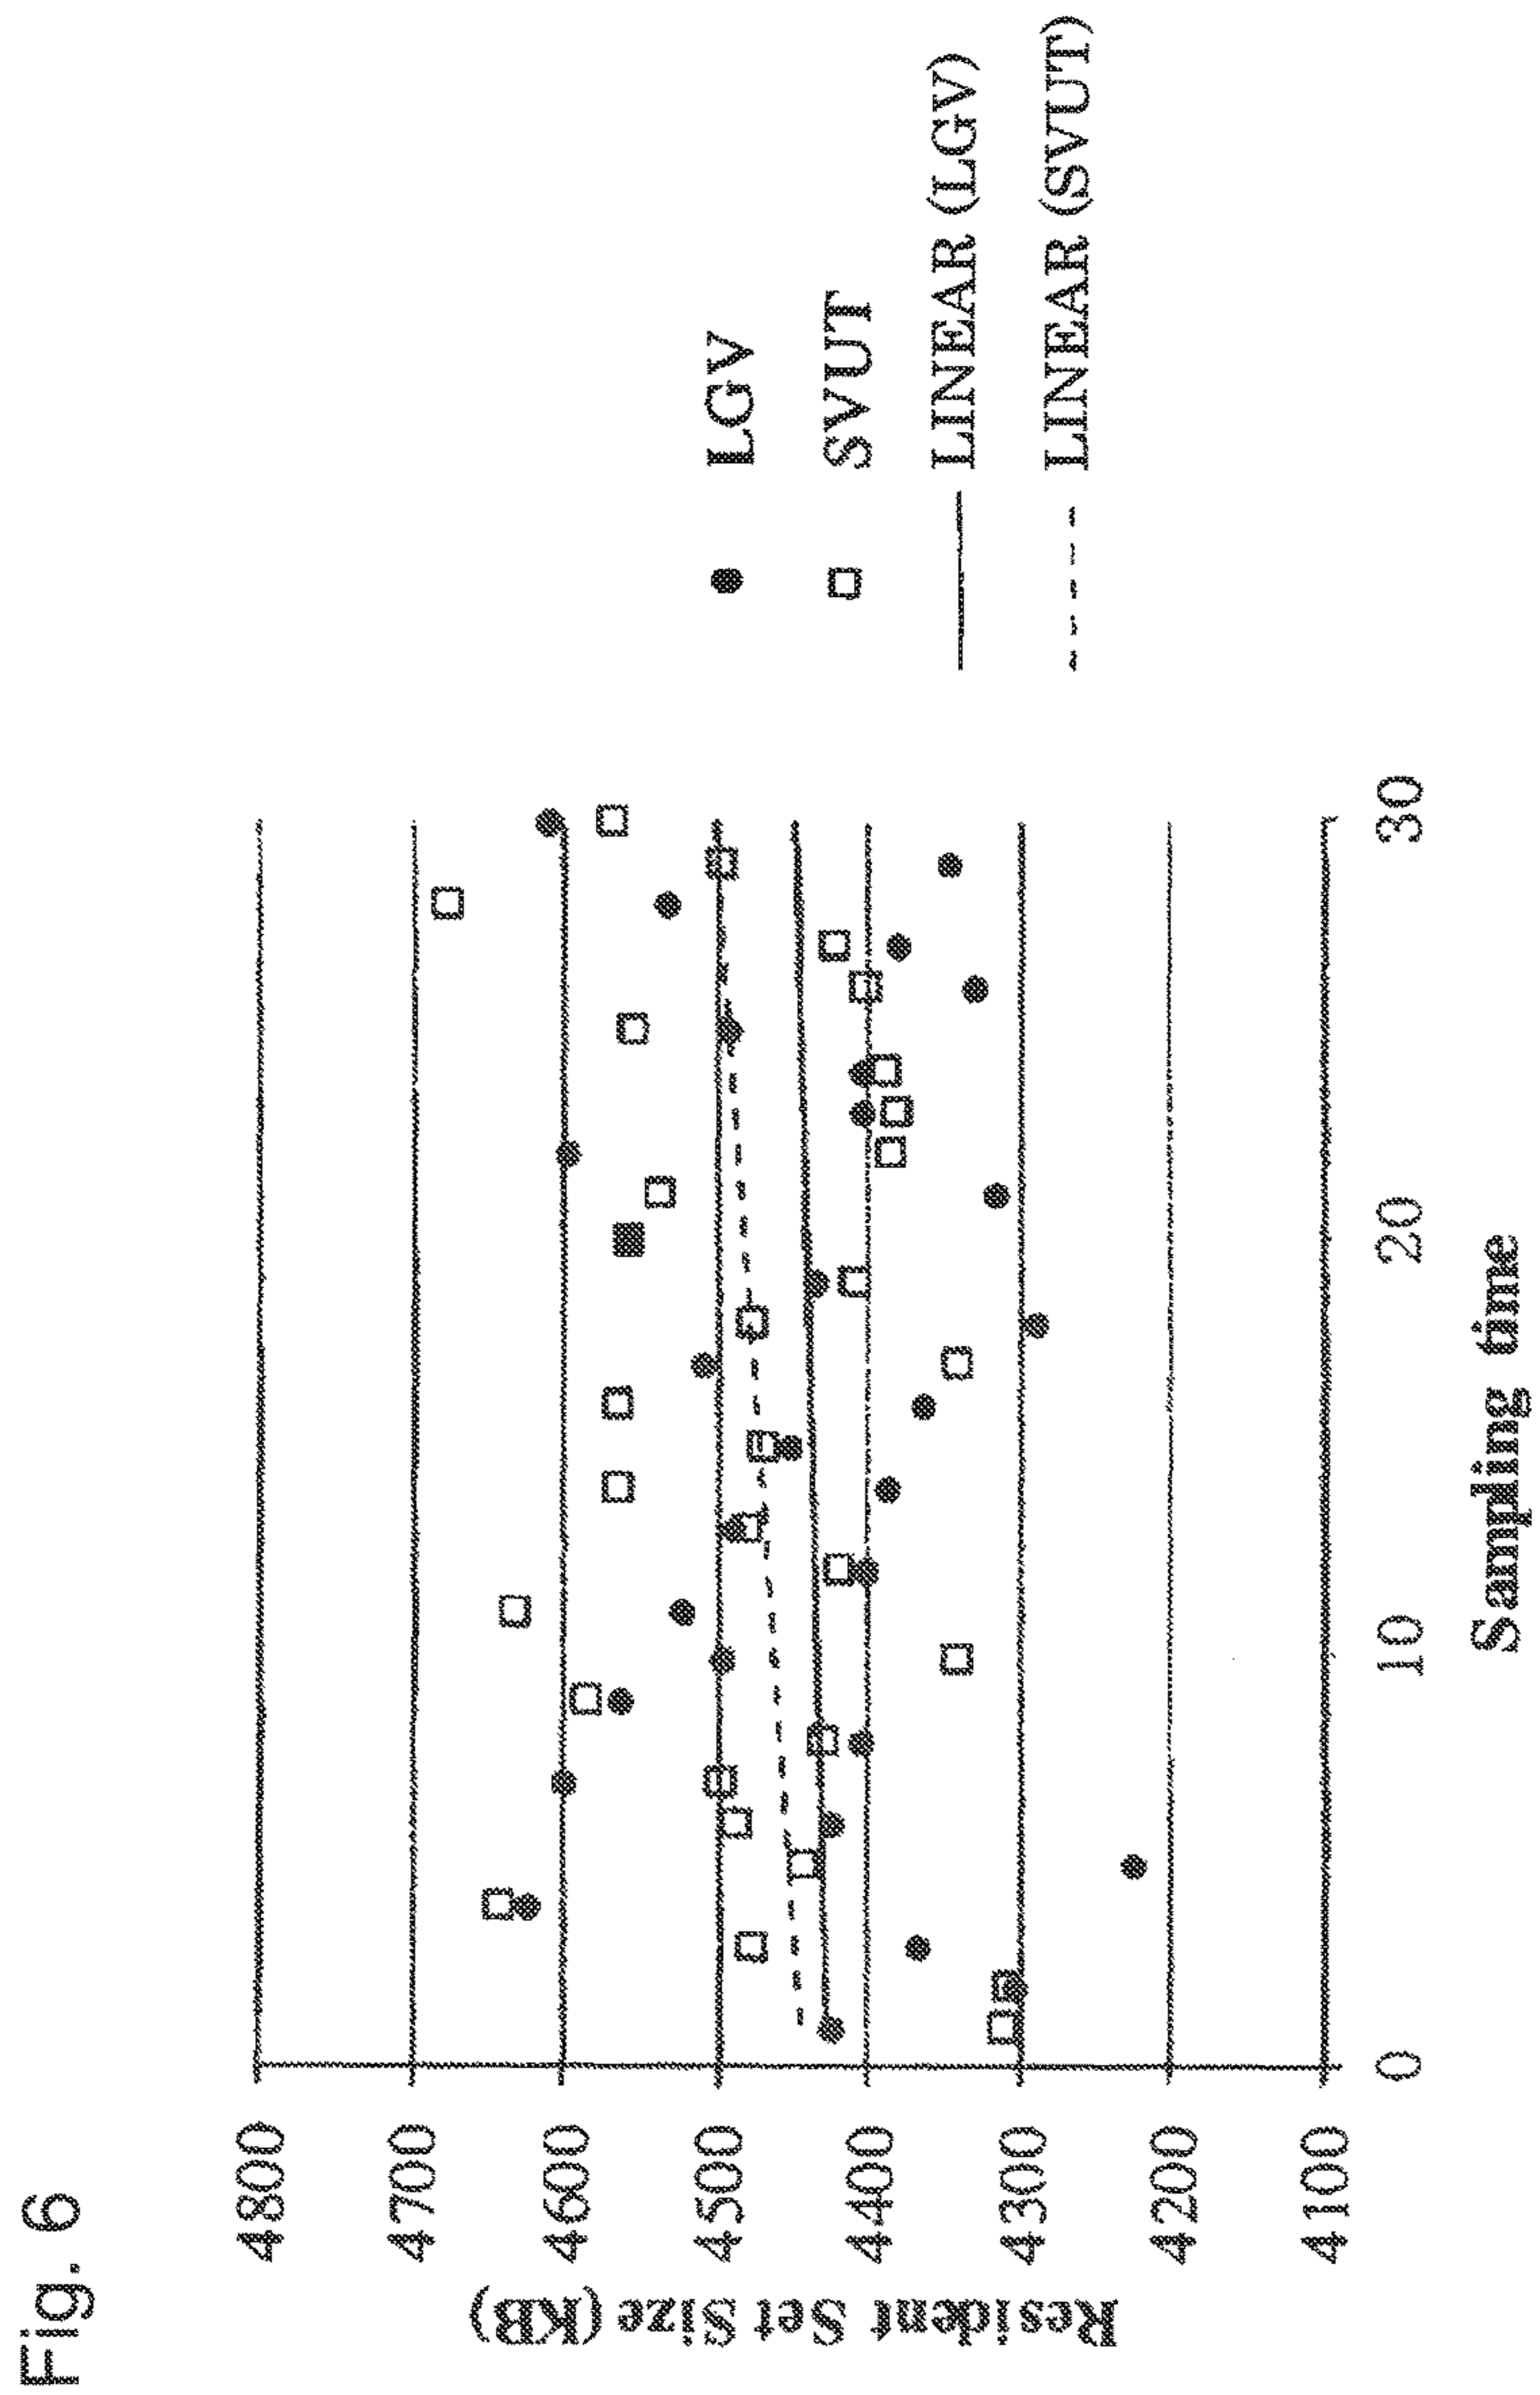 Fig. 6
Resident Set Size (KB)
4800
4700
4600
4500
4400
4300
4200
4100
0
10
20
30
Sampling time
LGV
SVUT
LINEAR (LGV)
LINEAR (SVUT)